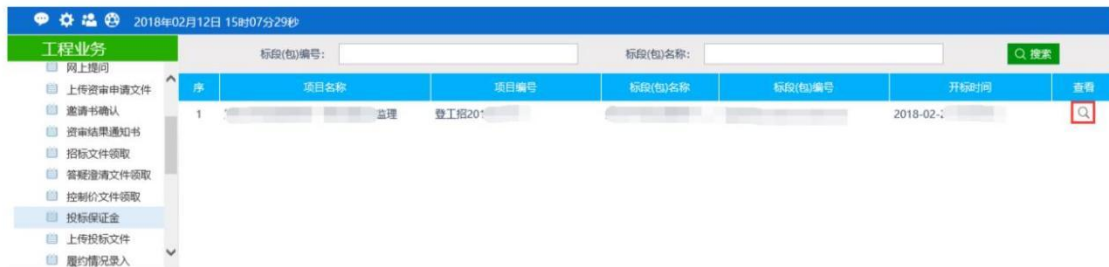 2018年02月12日 15时07分29秒
工程业务
网上提问
上传资审申请文件
邀请书确认
资审结果通知书
招标文件领取
答疑澄清文件领取
控制价文件领取
投标保证金
上传投标文件
履约情况录入
标段(包)编号:
标段(包)名称:
搜索
序 项目名称 项目编号 标段(包)名称 标段(包)编号 开标时间 查看
1 监理 登工招201 2018-02-